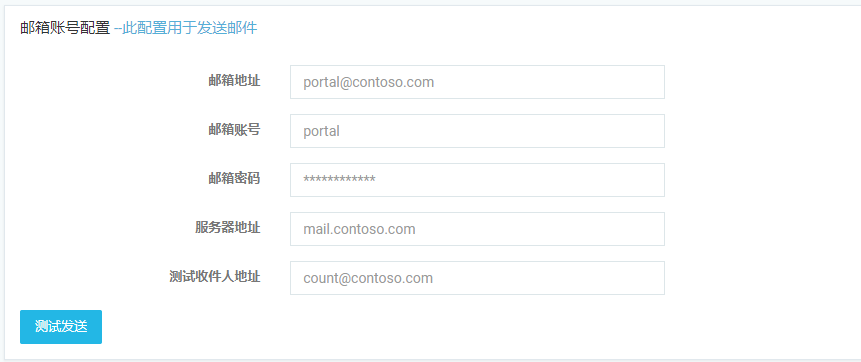 邮箱账号配置 --此配置用于发送邮件
邮箱地址 portal@contoso.com
邮箱账号 portal
邮箱密码 ************
服务器地址 mail.contoso.com
测试收件人地址 count@contoso.com
测试发送